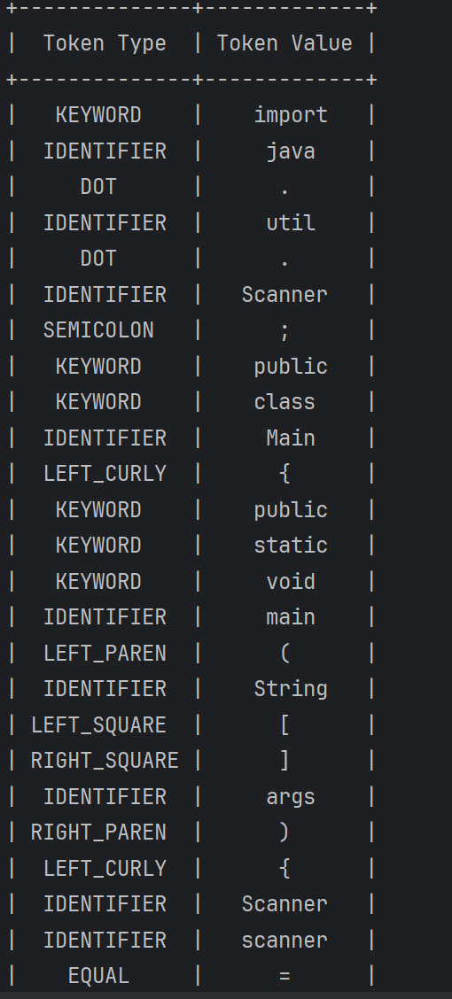 +--------------+-------------+
|  Token Type  | Token Value |
+--------------+-------------+
|   KEYWORD    |    import   |
|  IDENTIFIER  |     java    |
|     DOT      |      .      |
|  IDENTIFIER  |     util    |
|     DOT      |      .      |
|  IDENTIFIER  |   Scanner   |
|  SEMICOLON   |      ;      |
|   KEYWORD    |    public   |
|   KEYWORD    |    class    |
|  IDENTIFIER  |     Main    |
|  LEFT_CURLY  |      {      |
|   KEYWORD    |    public   |
|   KEYWORD    |    static   |
|   KEYWORD    |     void    |
|  IDENTIFIER  |     main    |
|  LEFT_PAREN  |      (      |
|  IDENTIFIER  |    String   |
| LEFT_SQUARE  |      [      |
| RIGHT_SQUARE |      ]      |
|  IDENTIFIER  |     args    |
| RIGHT_PAREN  |      )      |
|  LEFT_CURLY  |      {      |
|  IDENTIFIER  |   Scanner   |
|  IDENTIFIER  |   scanner   |
|    EQUAL     |      =      |